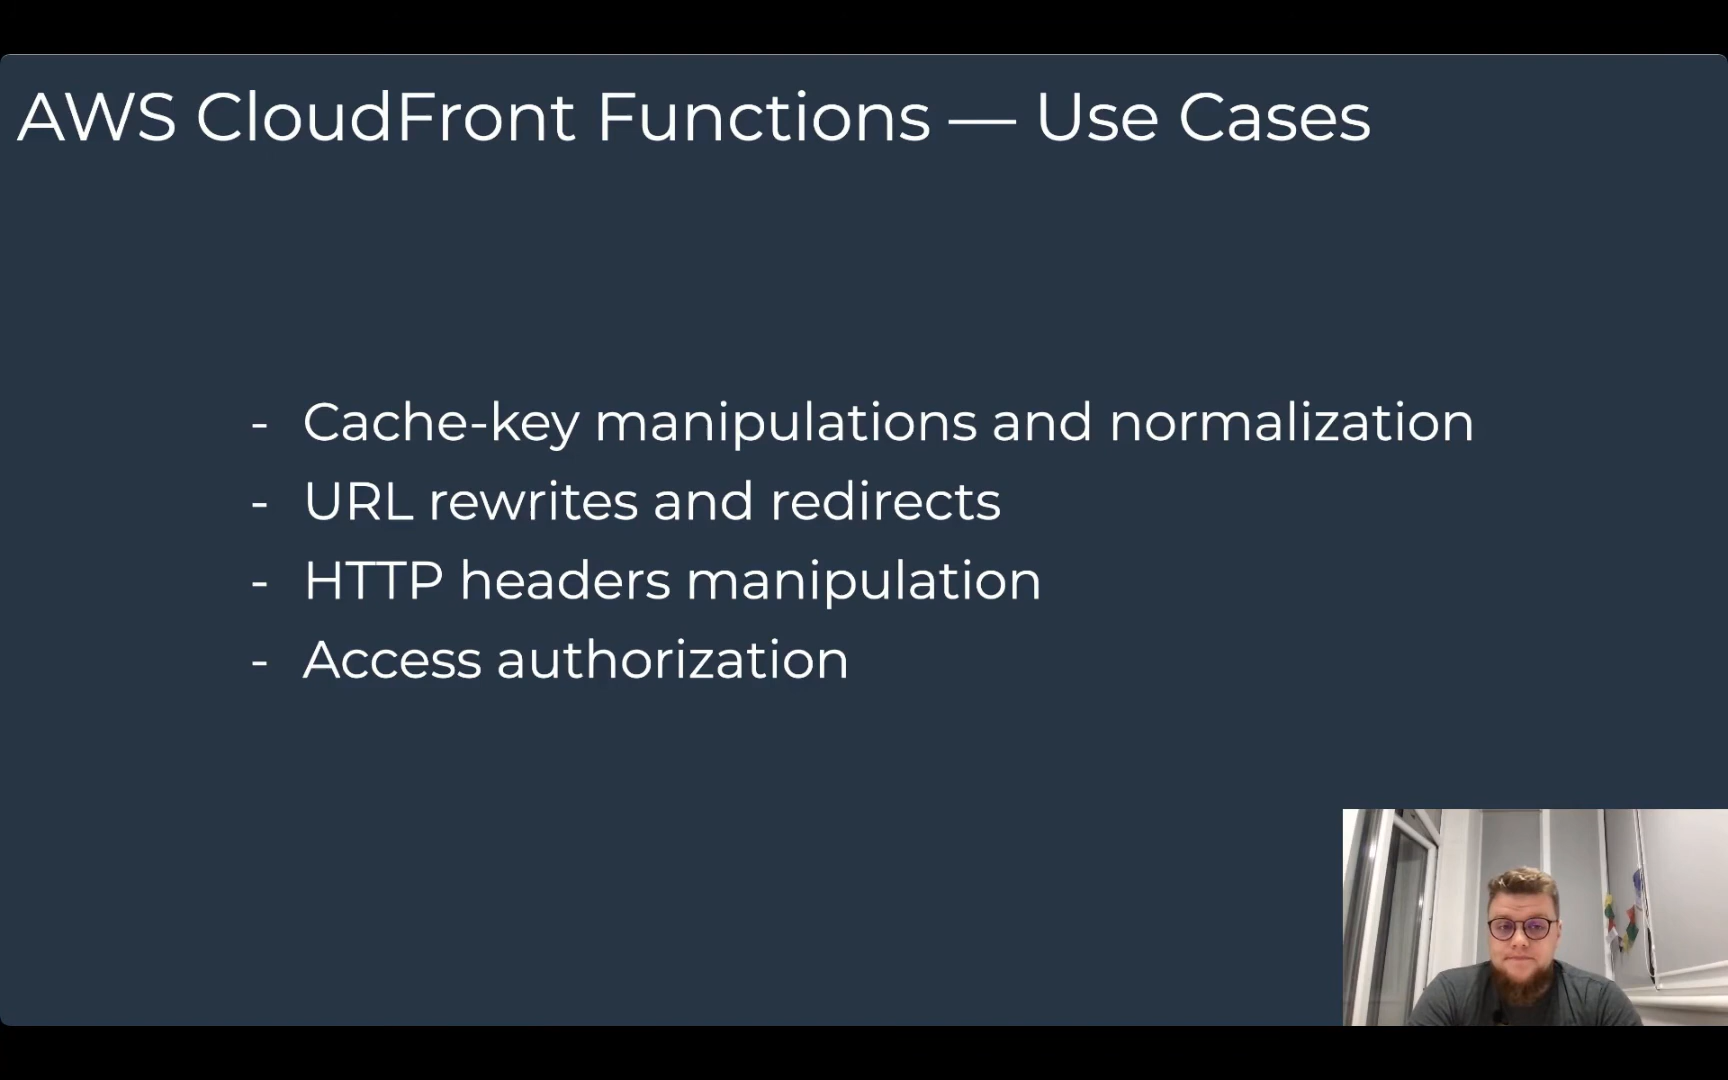 AWS CloudFront Functions — Use Cases
- Cache-key manipulations and normalization
- URL rewrites and redirects
- HTTP headers manipulation
- Access authorization